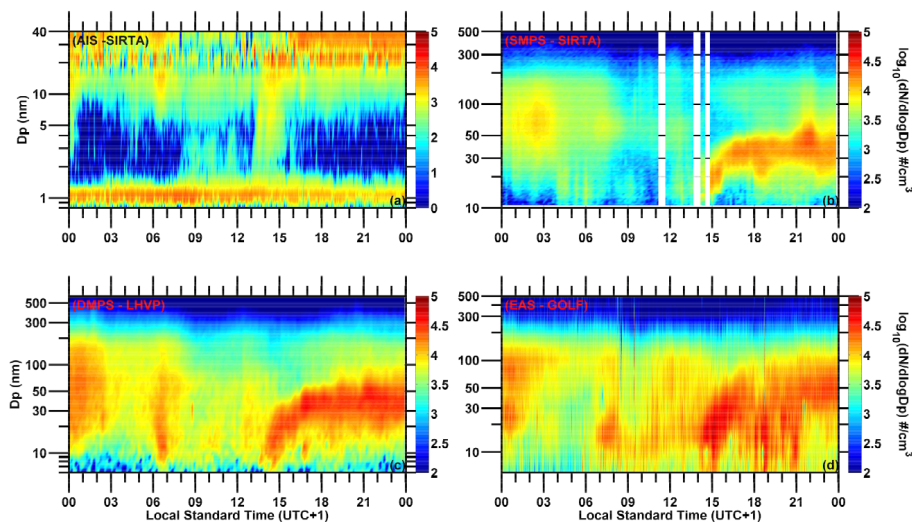 (AIS -SIRTA)
(SMPS - SIRTA)
40
10
5
1
Dp (nm)
5
4
3
2
1
0
(a)
00 03 06 09 12 15 18 21 00
500
300
100
50
30
10
5
4.5
4
3.5
3
2.5
2
log10(dN/dlogDp) #/cm3
(b)
00 03 06 09 12 15 18 21 00
(DMPS - LHVP)
(EAS - GOLF)
500
300
100
50
30
10
Dp (nm)
5
4.5
4
3.5
3
2.5
2
(c)
00 03 06 09 12 15 18 21 00
Local Standard Time (UTC+1)
500
300
100
50
30
10
5
4.5
4
3.5
3
2.5
2
log10(dN/dlogDp) #/cm3
(d)
00 03 06 09 12 15 18 21 00
Local Standard Time (UTC+1)